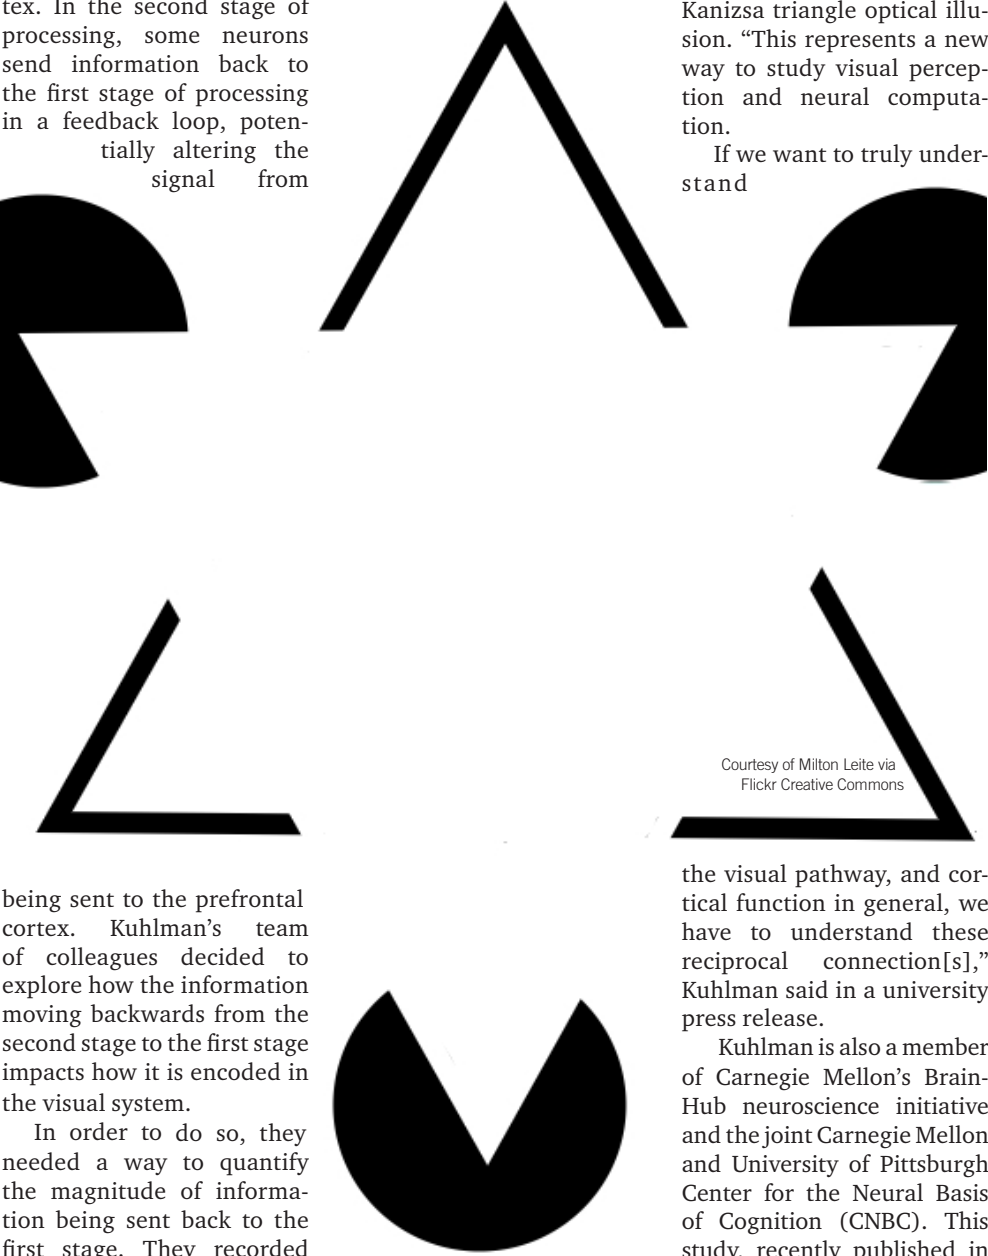 tex. In the second stage of
processing, some neurons
send information back to
the first stage of processing
in a feedback loop, poten-
tially altering the
signal from
being sent to the prefrontal
cortex. Kuhlman’s team
of colleagues decided to
explore how the information
moving backwards from the
second stage to the first stage
impacts how it is encoded in
the visual system.
In order to do so, they
needed a way to quantify
the magnitude of informa-
tion being sent back to the
first stage. They recorded
Kanizsa triangle optical illu-
sion. “This represents a new
way to study visual percep-
tion and neural computa-
tion.
If we want to truly under-
stand
Courtesy of Milton Leite via
Flickr Creative Commons
the visual pathway, and cor-
tical function in general, we
have to understand these
reciprocal connection[s],”
Kuhlman said in a university
press release.
Kuhlman is also a member
of Carnegie Mellon’s Brain-
Hub neuroscience initiative
and the joint Carnegie Mellon
and University of Pittsburgh
Center for the Neural Basis
of Cognition (CNBC). This
study, recently published in